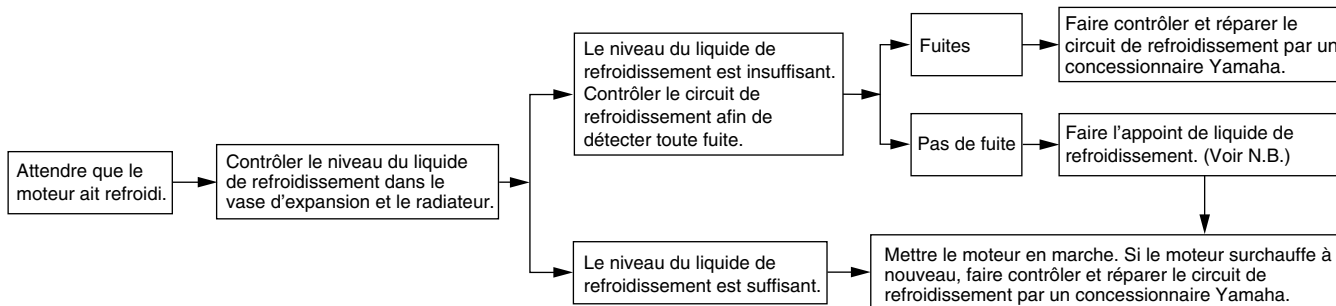 Attendre que le
moteur ait refroidi.
Contrôler le niveau du liquide
de refroidissement dans le
vase d'expansion et le radiateur.
Le niveau du liquide de
refroidissement est insuffisant.
Contrôler le circuit de
refroidissement afin de
détecter toute fuite.
Fuites
Faire contrôler et réparer le
circuit de refroidissement par un
concessionnaire Yamaha.
Pas de fuite
Faire l'appoint de liquide de
refroidissement. (Voir N.B.)
Le niveau du liquide de
refroidissement est suffisant.
Mettre le moteur en marche. Si le moteur surchauffe à
nouveau, faire contrôler et réparer le circuit de
refroidissement par un concessionnaire Yamaha.